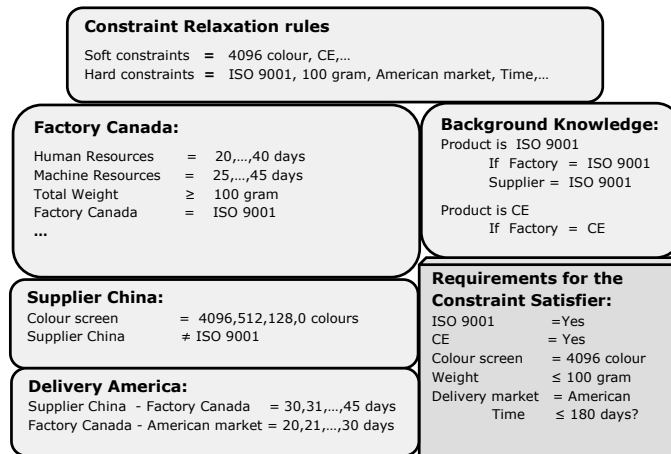 Constraint Relaxation rules
Soft constraints = 4096 colour, CE,...
Hard constraints = ISO 9001, 100 gram, American market, Time,...
Factory Canada:
Human Resources = 20,...,40 days
Machine Resources = 25,...,45 days
Total Weight ≥ 100 gram
Factory Canada = ISO 9001
...
Background Knowledge:
Product is ISO 9001
If Factory = ISO 9001
Supplier = ISO 9001
Product is CE
If Factory = CE
Supplier China:
Colour screen = 4096,512,128,0 colours
Supplier China ≠ ISO 9001
Delivery America:
Supplier China - Factory Canada = 30,31,...,45 days
Factory Canada - American market = 20,21,...,30 days
Requirements for the
Constraint Satisfier:
ISO 9001 =Yes
CE = Yes
Colour screen = 4096 colour
Weight ≤ 100 gram
Delivery market = American
Time ≤ 180 days?